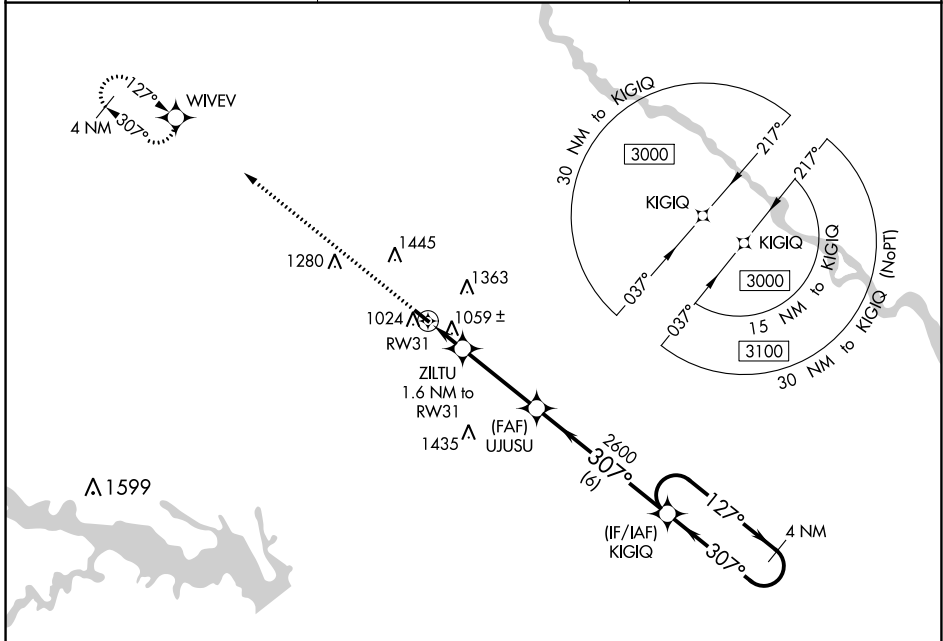 127°
WIVEV
4 NM
307°
30 NM to KIGIQ
3000
217°
KIGIQ
037°
217°
KIGIQ
3000
037°
15 NM to KIGIQ
3100
30 NM to KIGIQ (NoPT)
1445
1280
1363
1024
1059 ±
RW31
ZILTU
1.6 NM to
RW31
1435
(FAF)
UJUSU
2600
307°
(6)
1599
127°
(IF/IAF)
KIGIQ
4 NM
307°